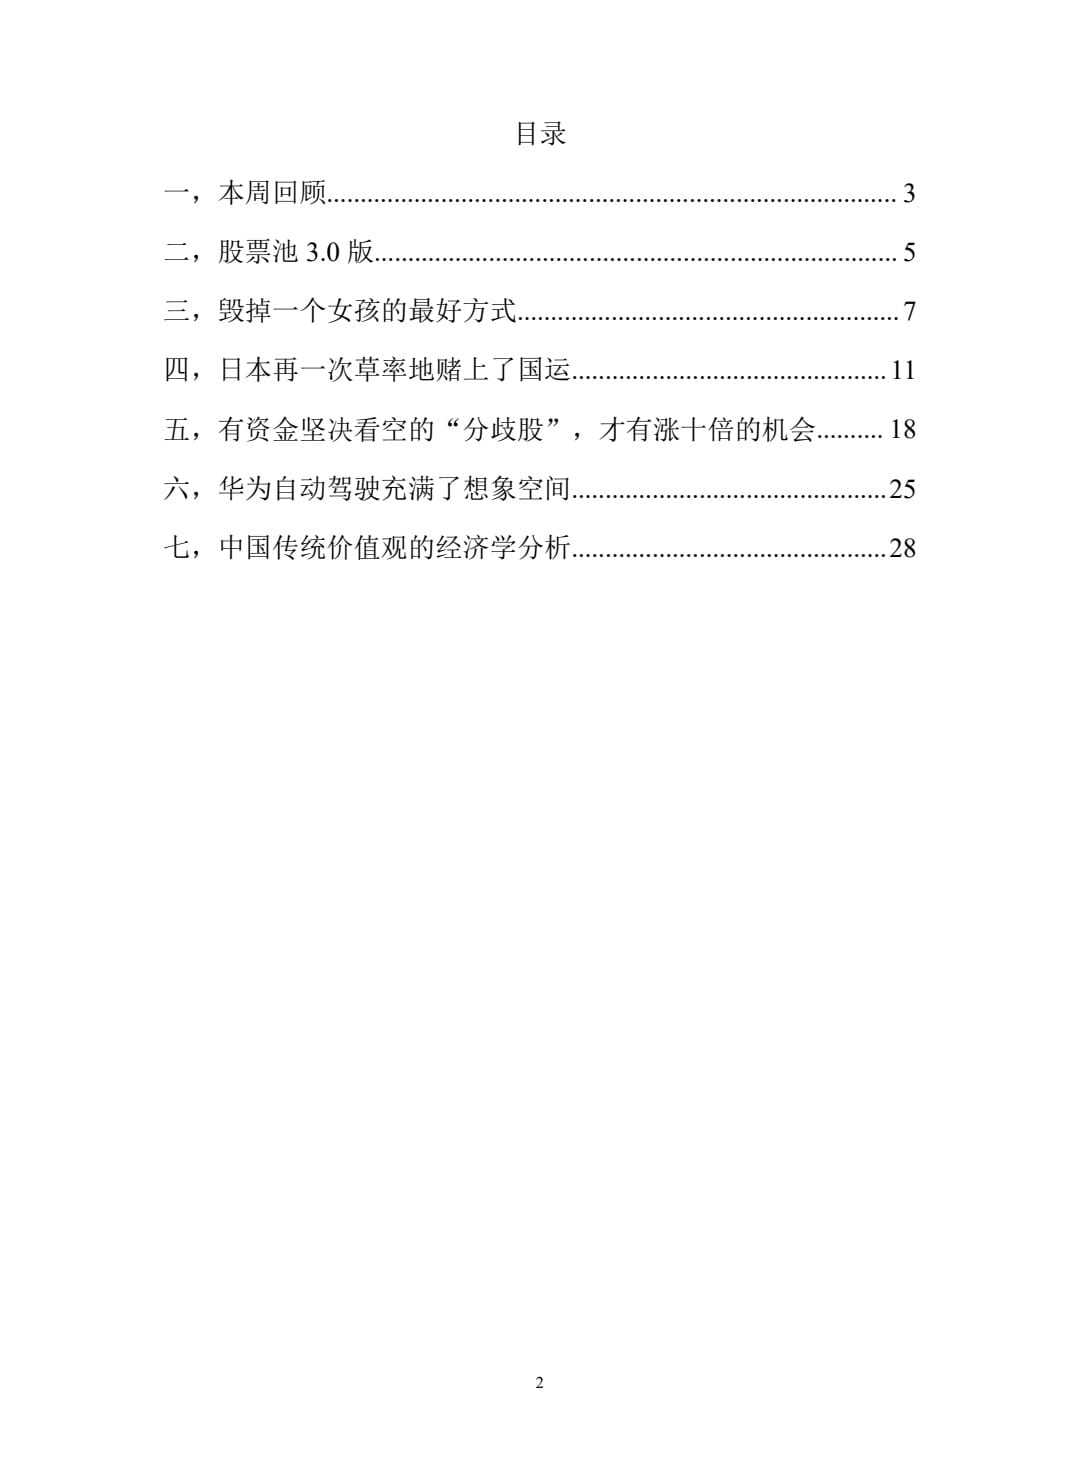 目录
一，本周回顾..................................................................................... 3
二，股票池 3.0 版.............................................................................. 5
三，毁掉一个女孩的最好方式......................................................... 7
四，日本再一次草率地赌上了国运............................................... 11
五，有资金坚决看空的“分歧股”，才有涨十倍的机会.......... 18
六，华为自动驾驶充满了想象空间...............................................25
七，中国传统价值观的经济学分析...............................................28
2